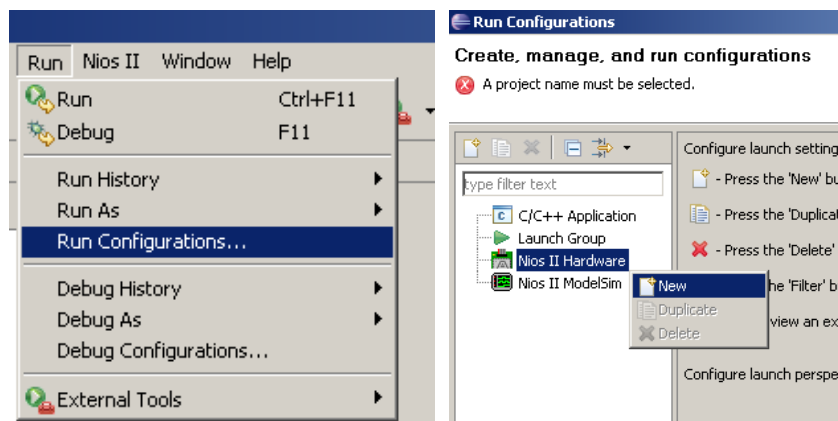 Run Nios II Window Help
Run Ctrl+F11
Debug F11
Run History
Run As
Run Configurations...
Debug History
Debug As
Debug Configurations...
External Tools
Run Configurations
Create, manage, and run configurations
A project name must be selected.
type filter text
C/C++ Application
Launch Group
Nios II Hardware
Nios II ModelSim
New
Duplicate
Delete
Configure launch setting
- Press the 'New' bu
- Press the 'Duplicat
- Press the 'Delete'
he 'Filter' b
view an ex
Configure launch perspe